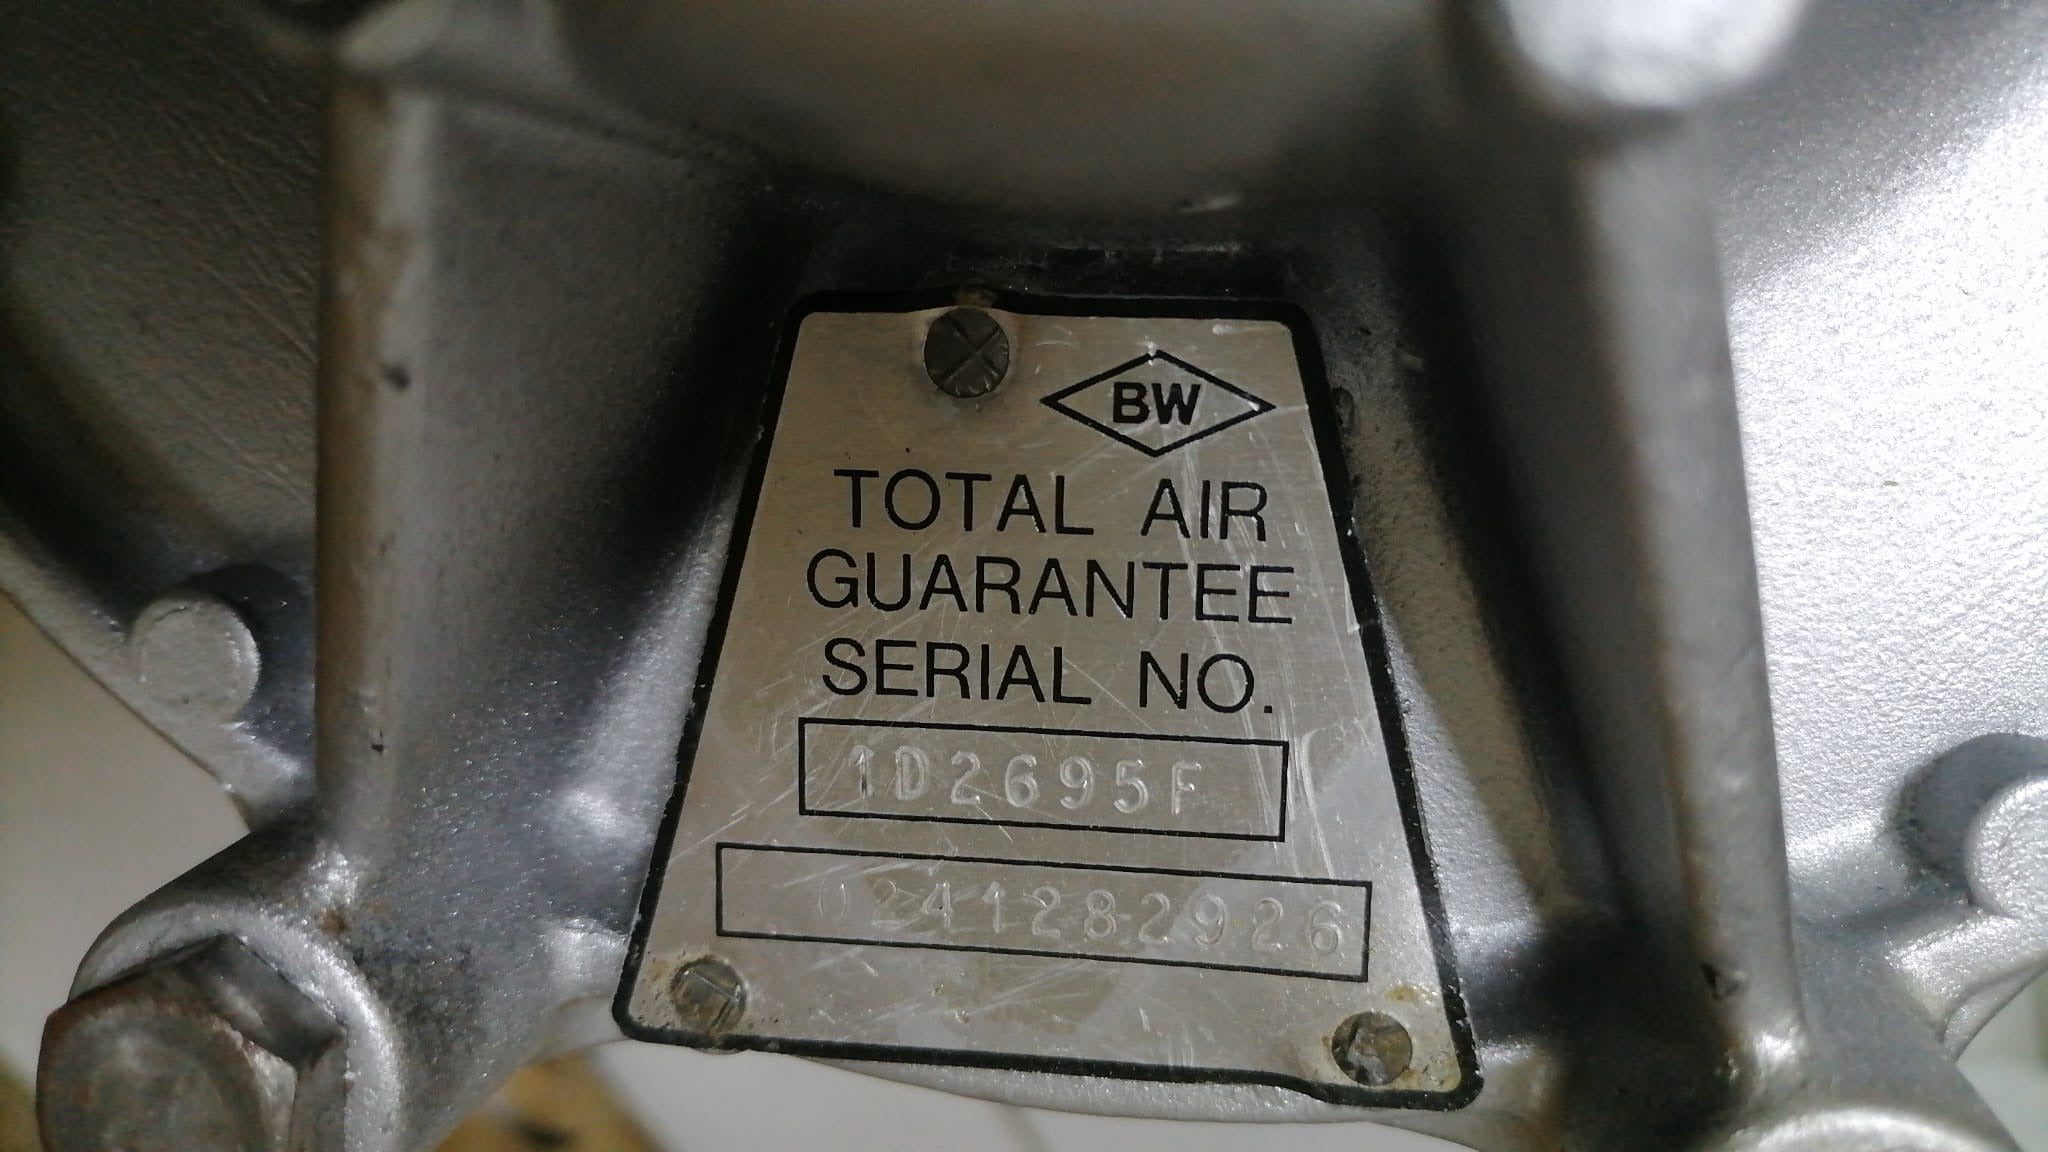 BW
TOTAL AIR
GUARANTEE
SERIAL NO.
1D2695F
0241282926